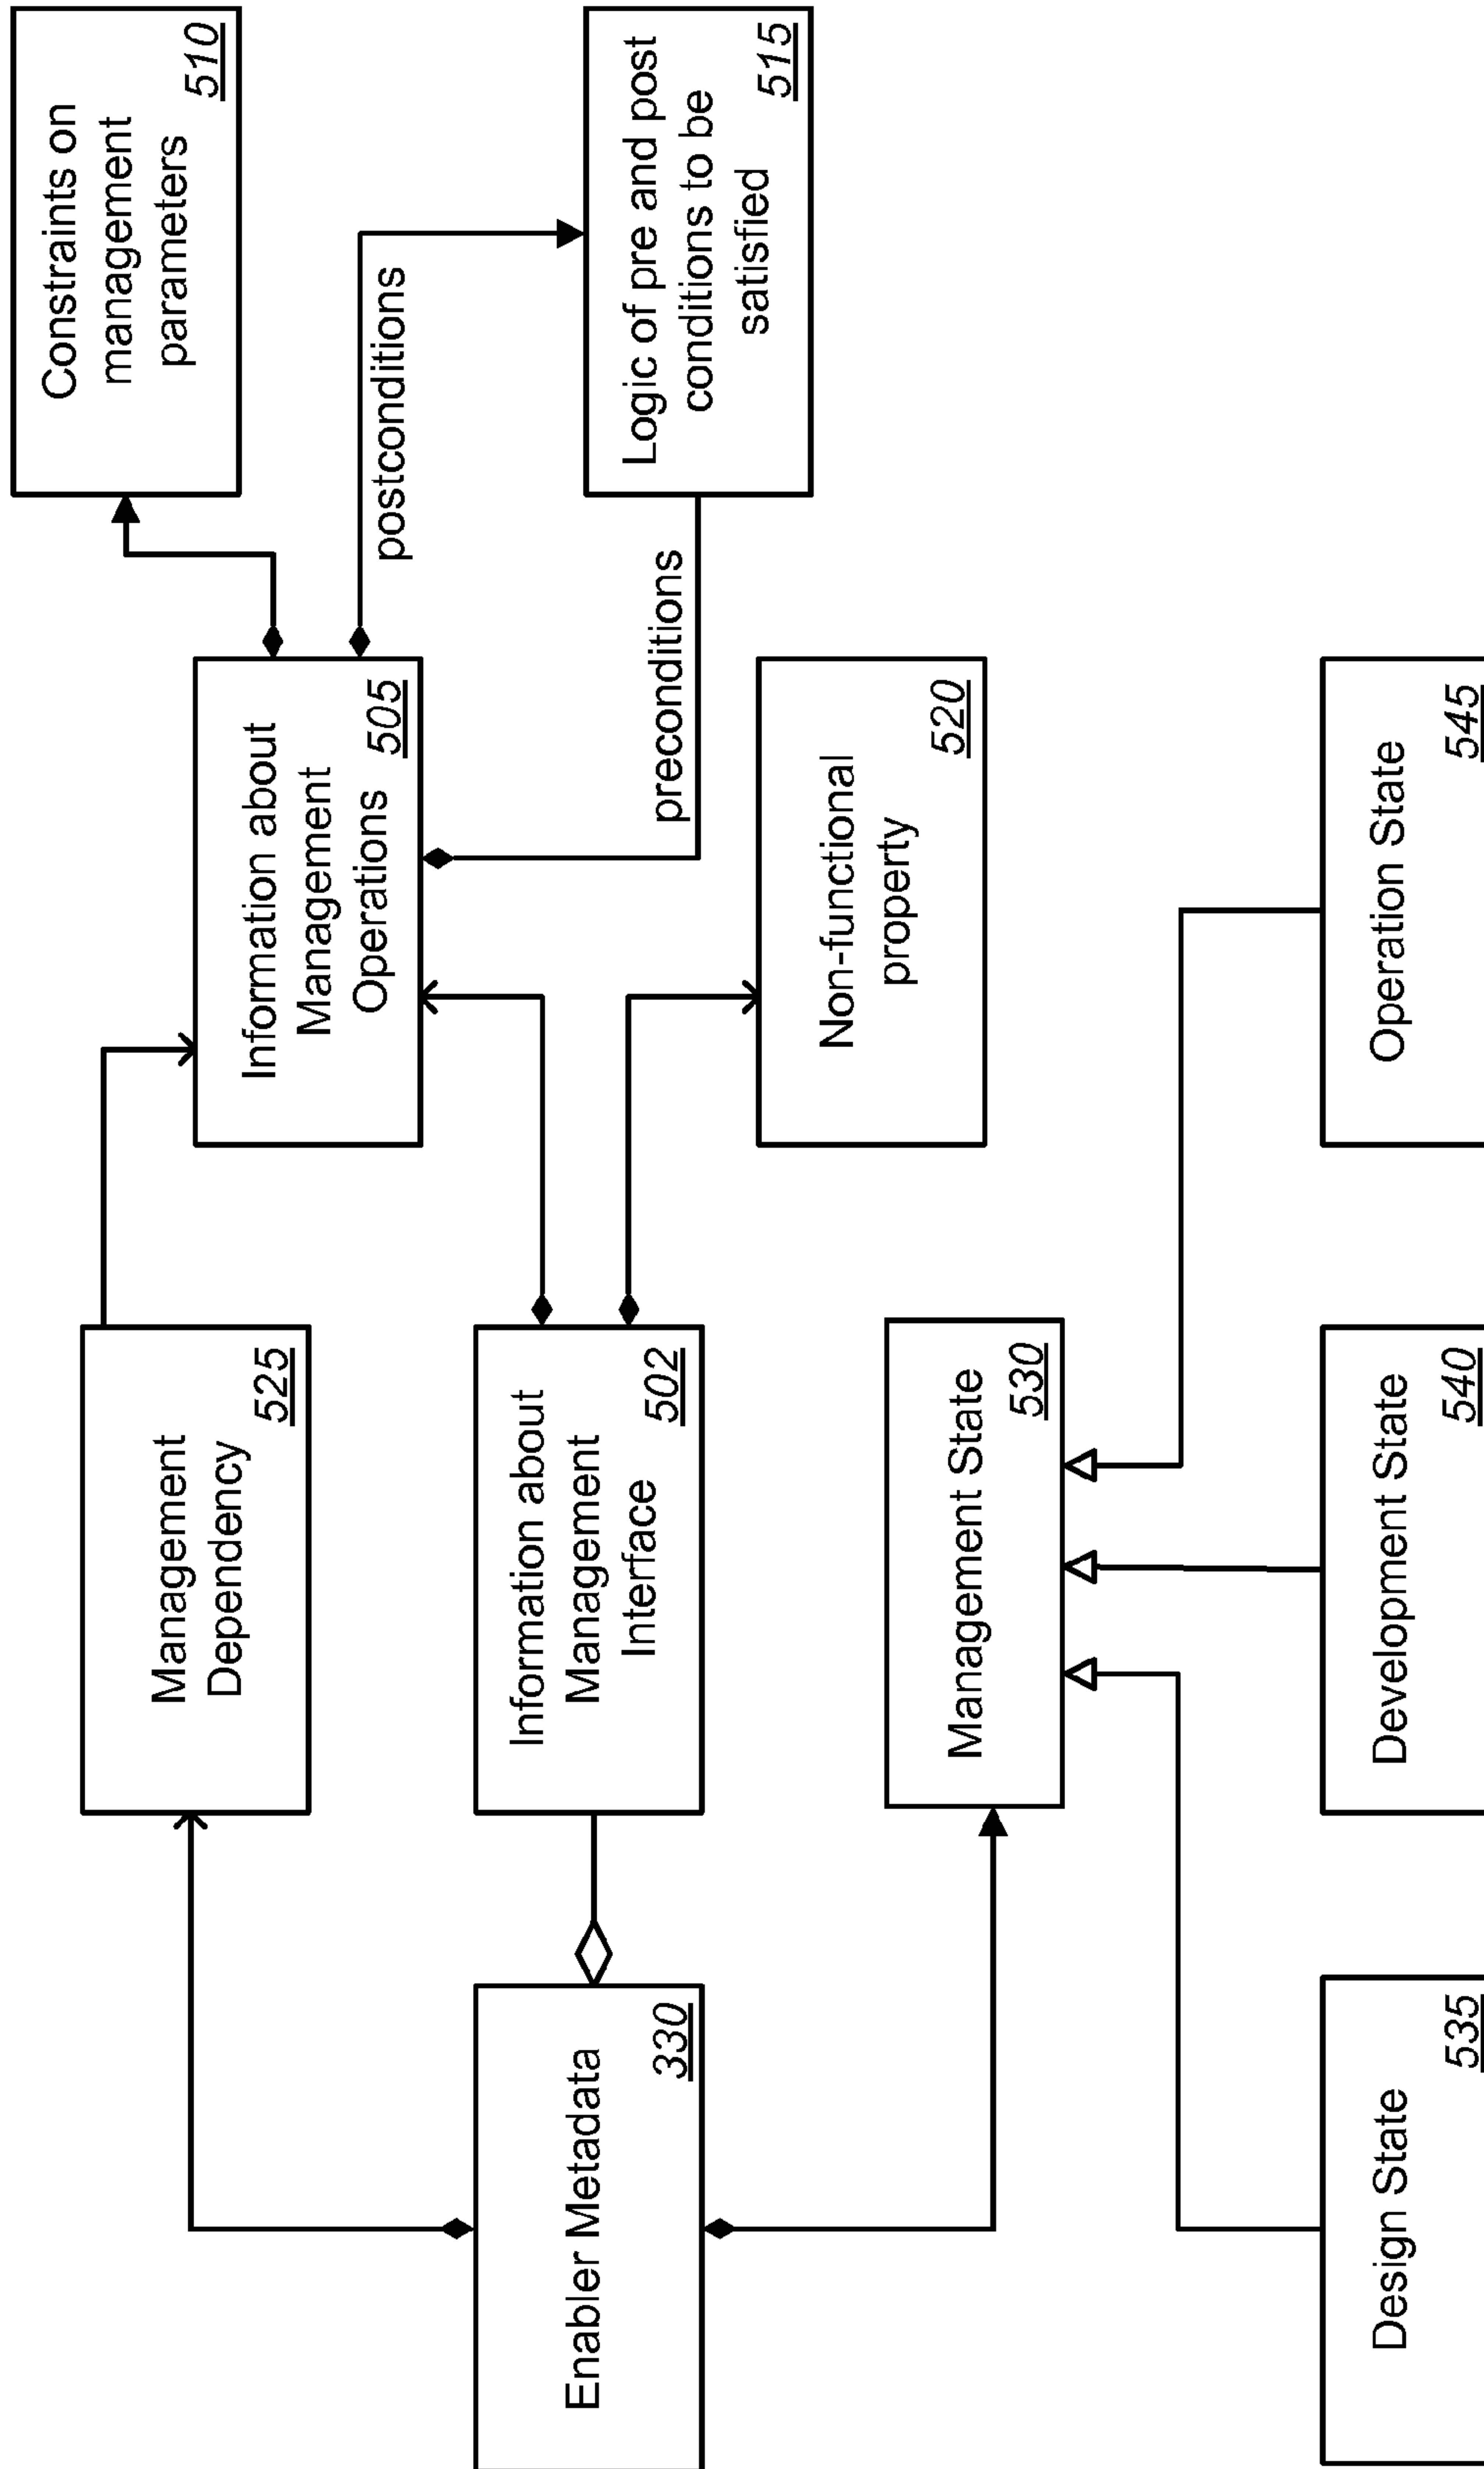 Constraints on
management
parameters
510
Management
Dependency
525
Information about
Management
Operations
505
postconditions
Enabler Metadata
330
Information about
Management
Interface
502
preconditions
Logic of pre and post
conditions to be
satisfied
515
Non-functional
property
520
Management State
530
Design State
535
Development State
540
Operation State
545